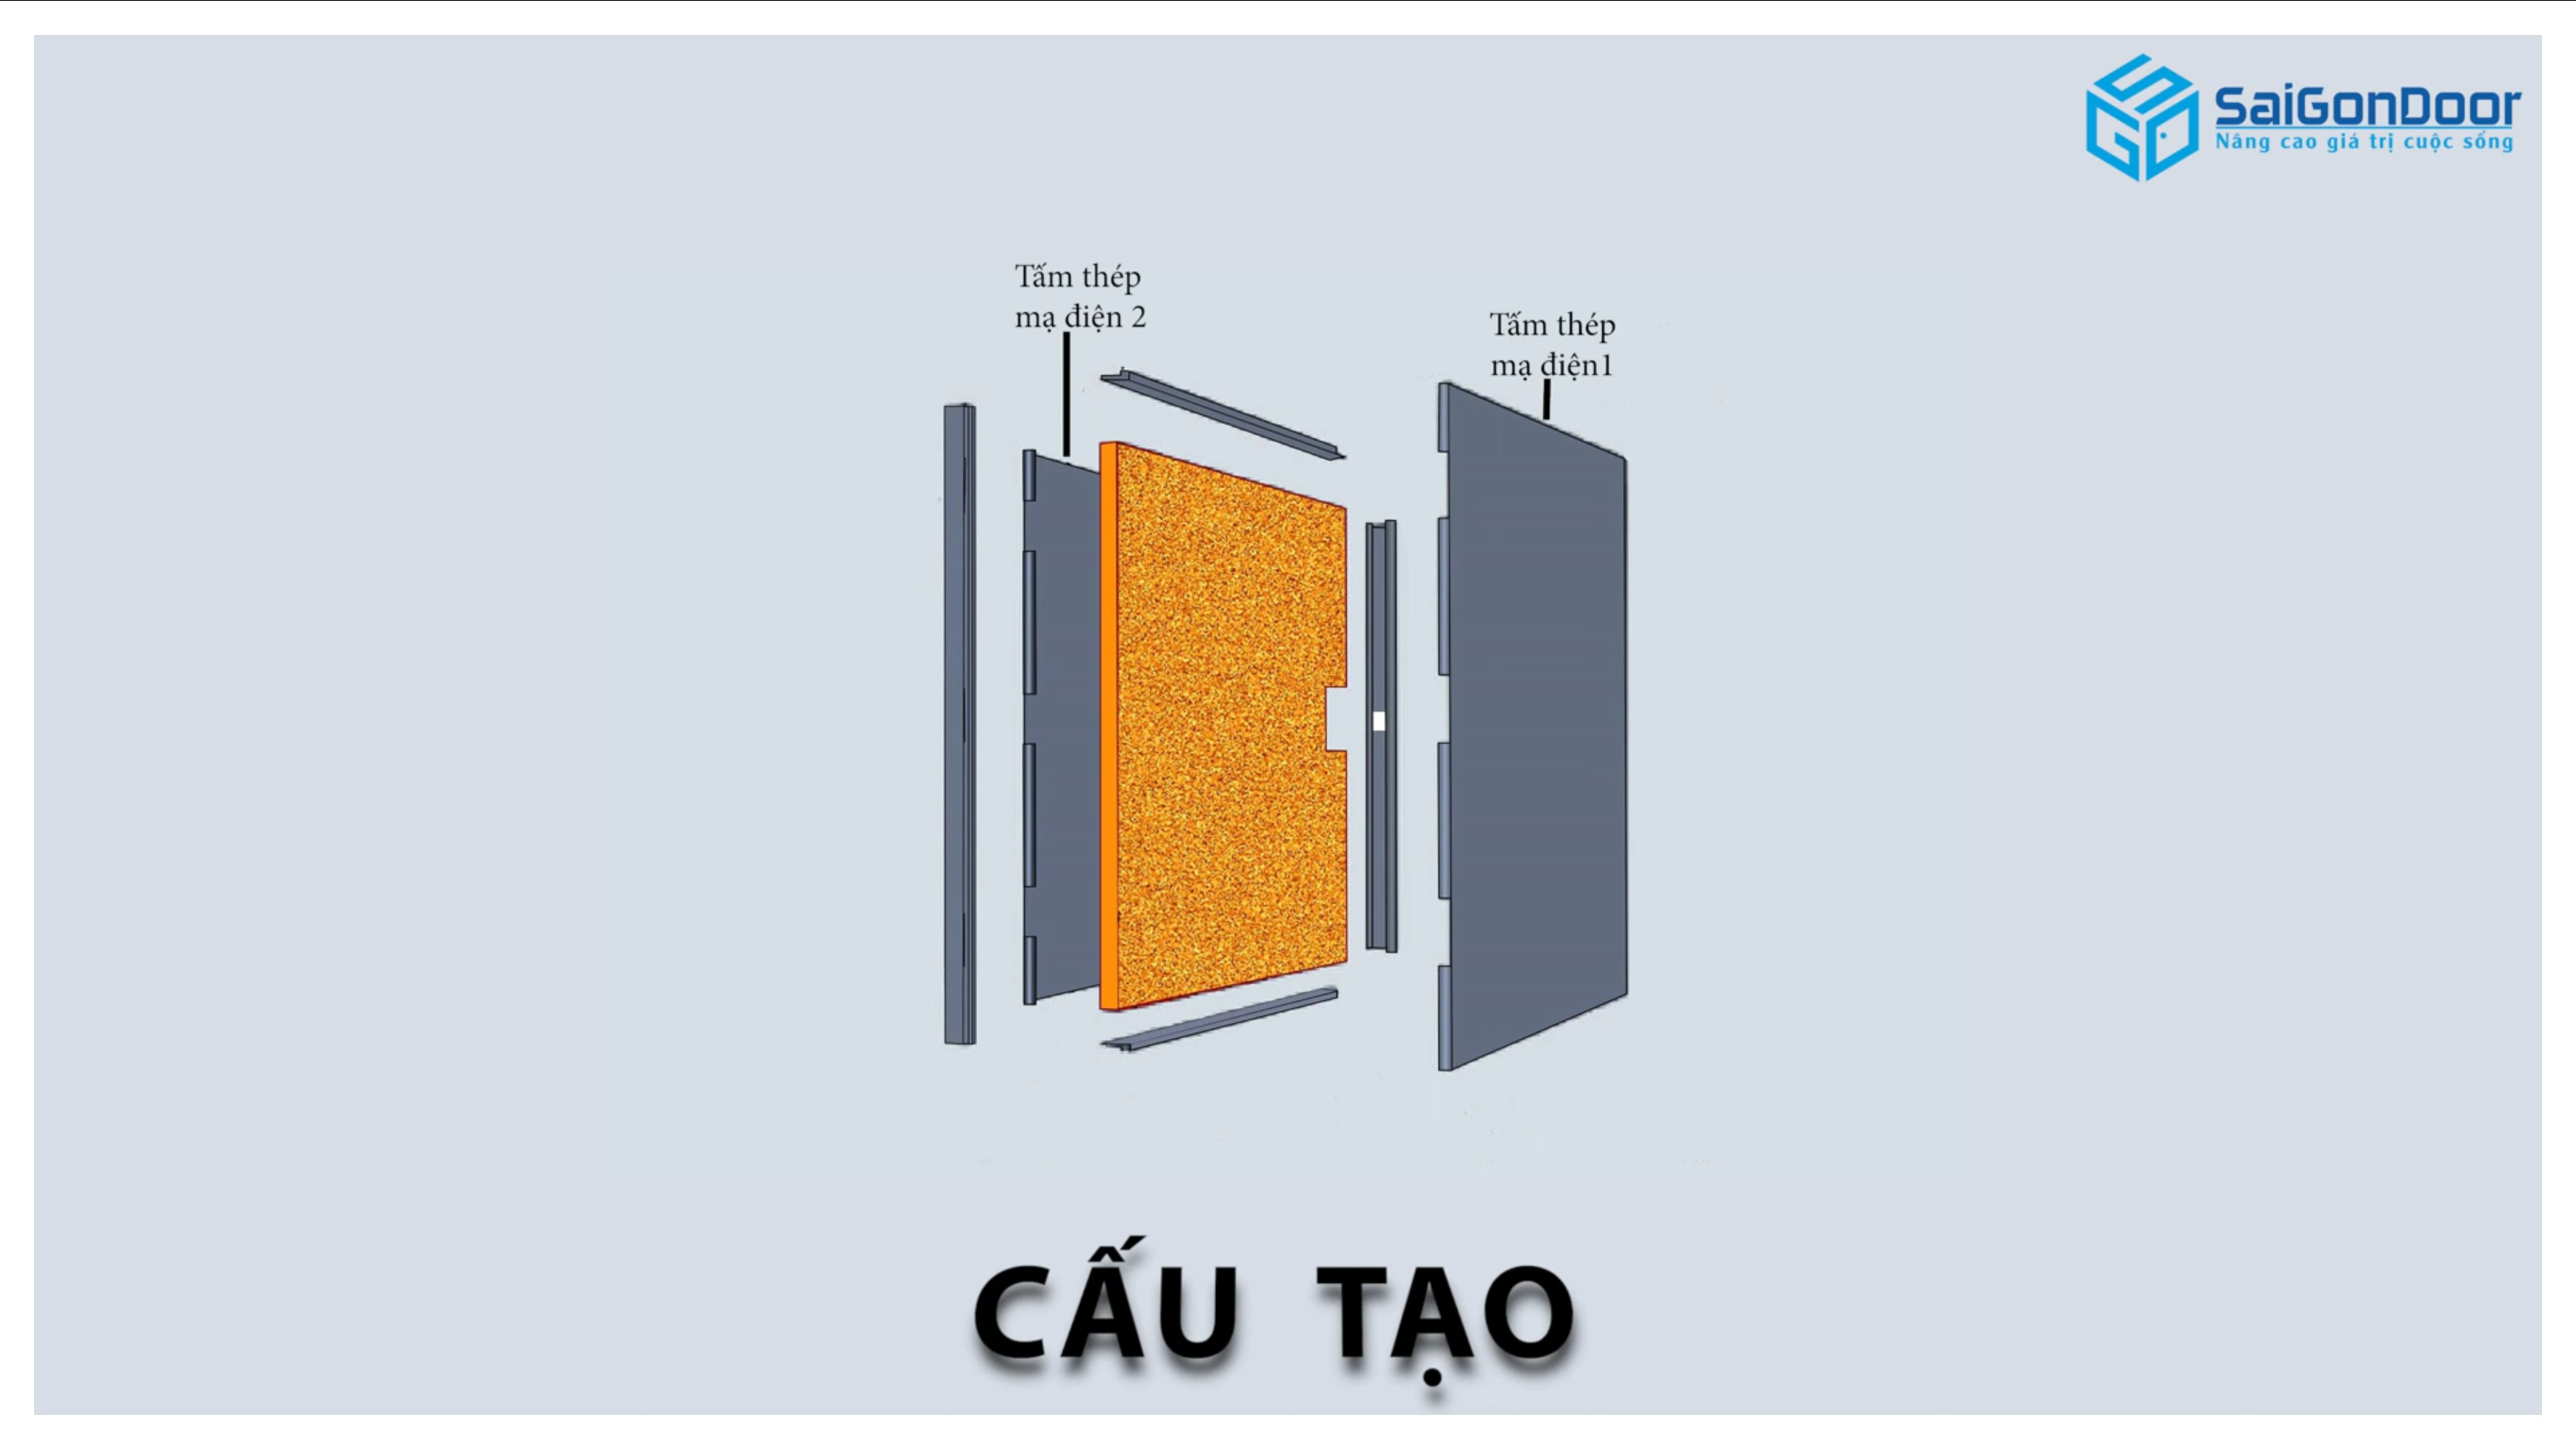 SaiGonDoor
Nâng cao giá trị cuộc sống
Tấm thép
mạ điện 2
Tấm thép
mạ điện1
CẤU TẠO